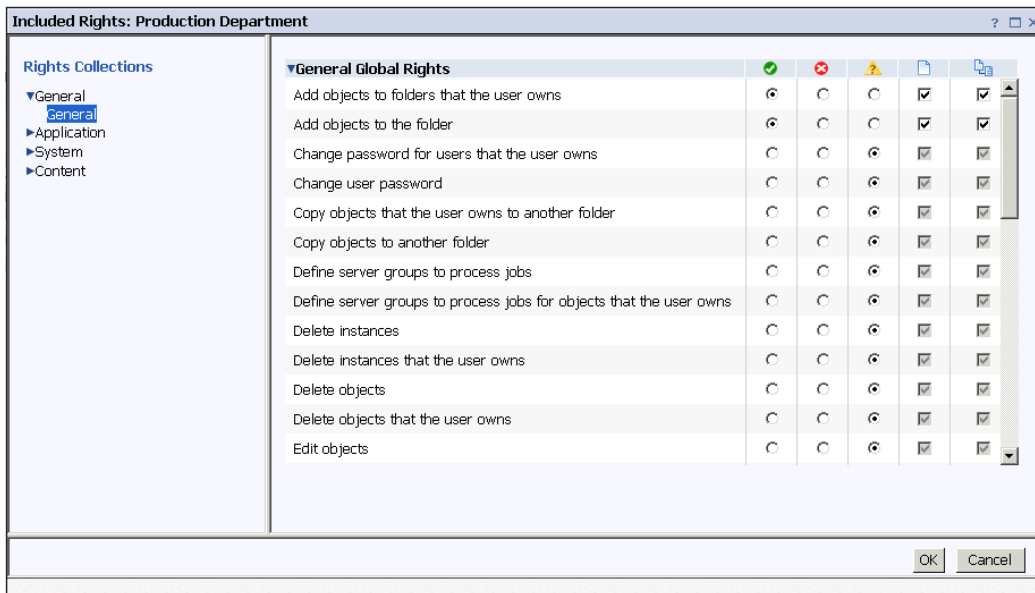 Included Rights: Production Department
Rights Collections
General
General
Application
System
Content
General Global Rights
Add objects to folders that the user owns
Add objects to the folder
Change password for users that the user owns
Change user password
Copy objects that the user owns to another folder
Copy objects to another folder
Define server groups to process jobs
Define server groups to process jobs for objects that the user owns
Delete instances
Delete instances that the user owns
Delete objects
Delete objects that the user owns
Edit objects
OK Cancel